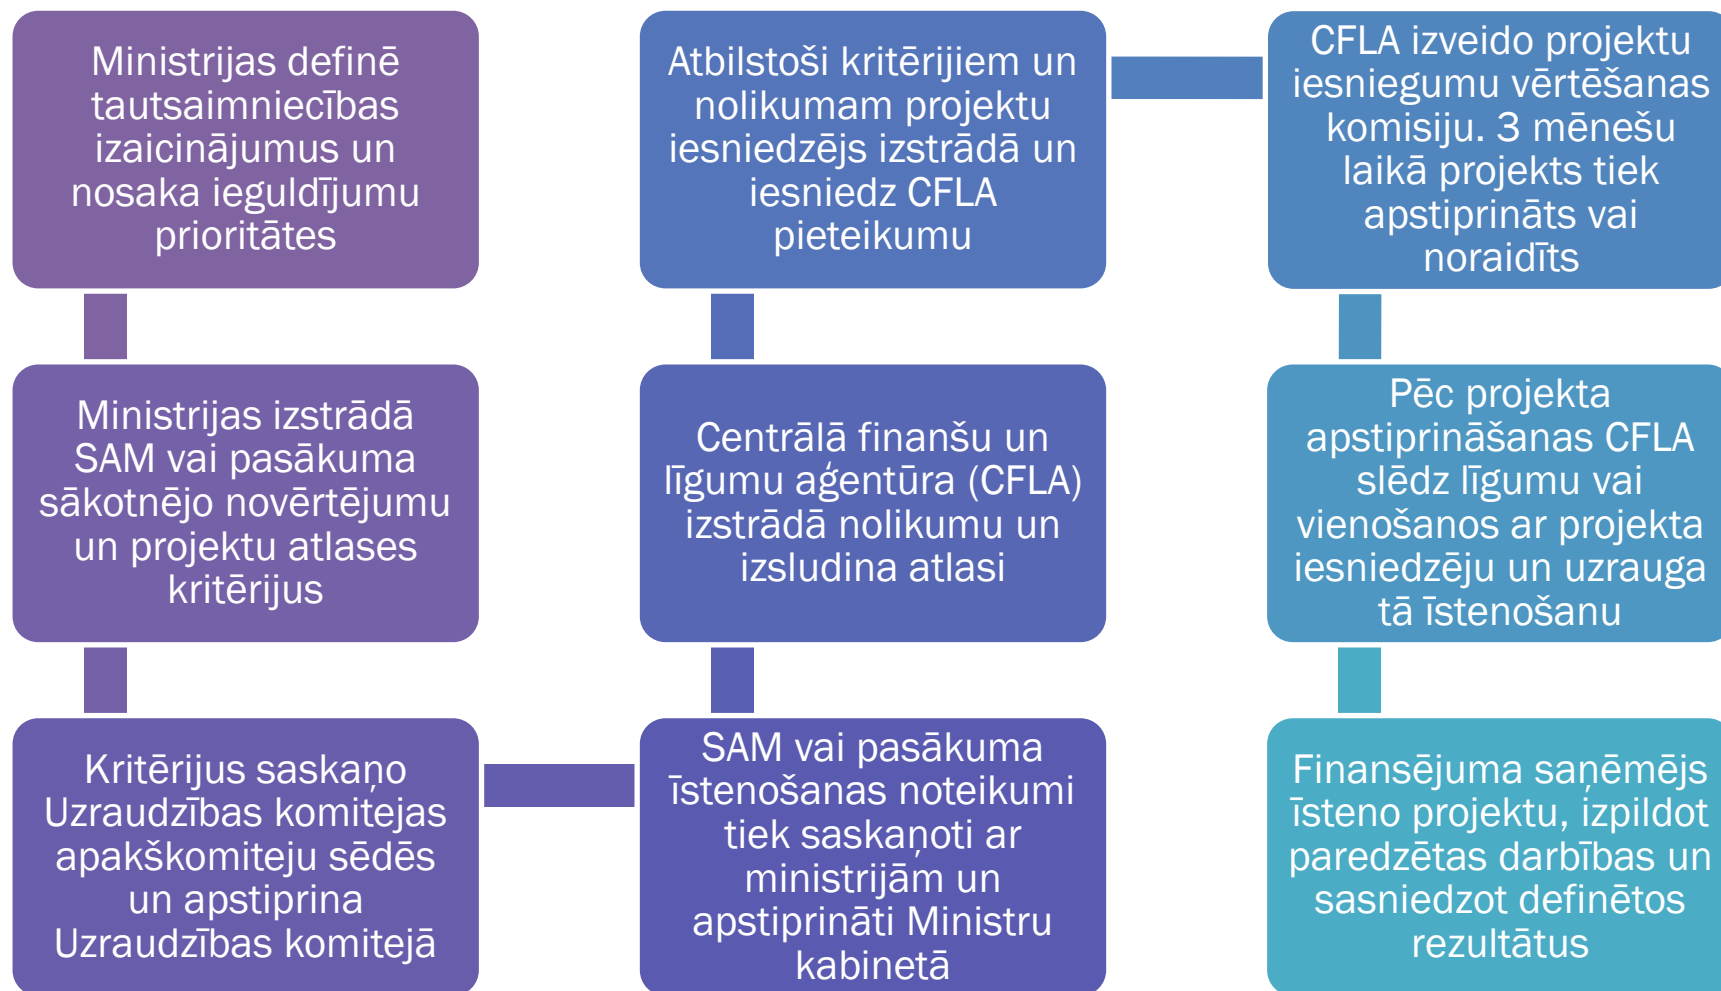 Ministrijas definē
tautsaimniecības
izaicinājumus un
nosaka ieguldījumu
prioritātes
Ministrijas izstrādā
SAM vai pasākuma
sākotnējo novērtējumu
un projektu atlases
kritērijus
Kritērijus saskaņo
Uzraudzības komitejas
apakškomiteju sēdēs
un apstiprina
Uzraudzības komitejā
SAM vai pasākuma
īstenošanas noteikumi
tiek saskaņoti ar
ministrijām un
apstiprināti Ministru
kabinetā
Centrālā finanšu un
līgumu aģentūra (CFLA)
izstrādā nolikumu un
izsludina atlasi
Atbilstoši kritērijiem un
nolikumam projektu
iesniedzējs izstrādā un
iesniedz CFLA
pieteikumu
CFLA izveido projektu
iesniegumu vērtēšanas
komisiju. 3 mēnešu
laikā projekts tiek
apstiprināts vai
noraidīts
Pēc projekta
apstiprināšanas CFLA
slēdz līgumu vai
vienošanos ar projekta
iesniedzēju un uzrauga
tā īstenošanu
Finansējuma saņēmējs
īsteno projektu, izpildot
paredzētas darbības un
sasniedzot definētos
rezultātus